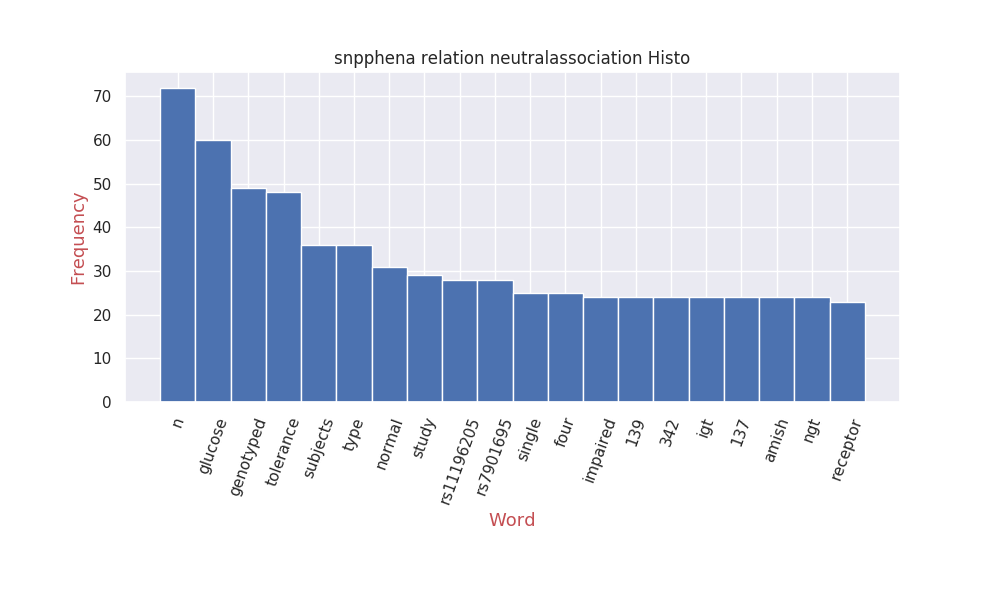 snpphena relation neutralassociation Histo
Frequency
70
60
50
40
30
20
10
0
n
glucose
genotyped
tolerance
subjects
type
normal
study
rs11196205
rs7901695
single
four
impaired
139
342
igt
137
amish
ngt
receptor
Word